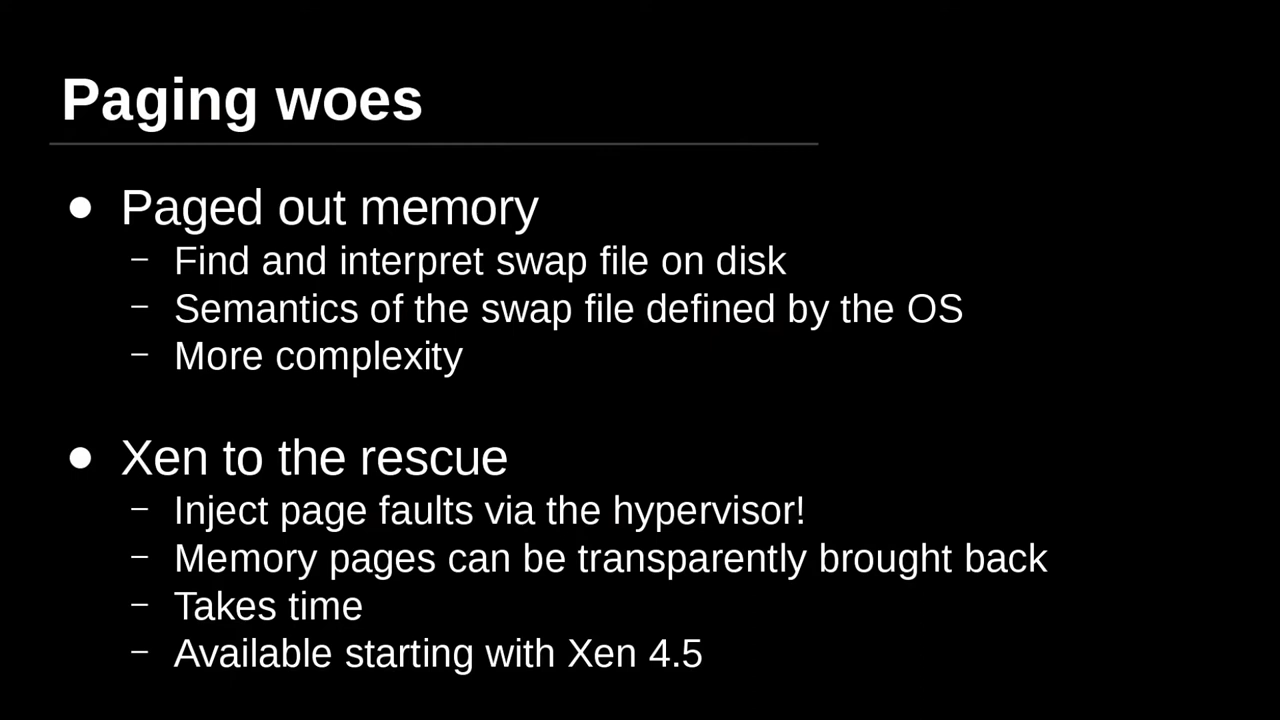 Paging woes
● Paged out memory
– Find and interpret swap file on disk
– Semantics of the swap file defined by the OS
– More complexity
● Xen to the rescue
– Inject page faults via the hypervisor!
– Memory pages can be transparently brought back
– Takes time
– Available starting with Xen 4.5